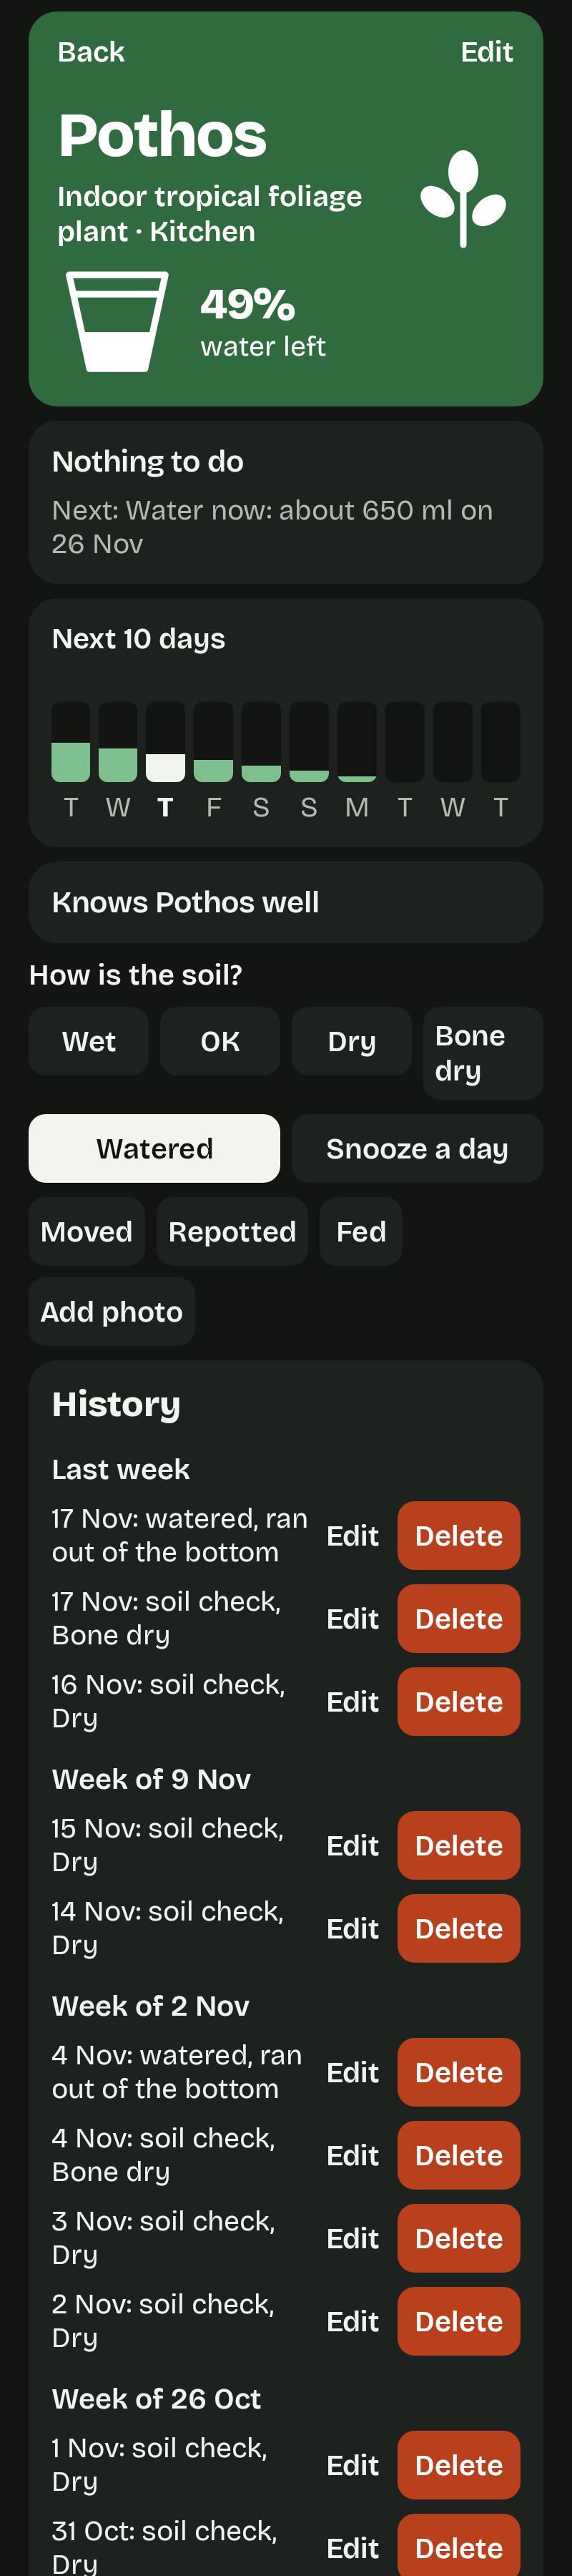 Back
Edit
Pothos
Indoor tropical foliage
plant · Kitchen
49%
water left
Nothing to do
Next: Water now: about 650 ml on
26 Nov
Next 10 days
T W T F S S M T W T
Knows Pothos well
How is the soil?
Wet
OK
Dry
Bone
dry
Watered
Snooze a day
Moved
Repotted
Fed
Add photo
History
Last week
17 Nov: watered, ran
out of the bottom
Edit
Delete
17 Nov: soil check,
Bone dry
Edit
Delete
16 Nov: soil check,
Dry
Edit
Delete
Week of 9 Nov
15 Nov: soil check,
Dry
Edit
Delete
14 Nov: soil check,
Dry
Edit
Delete
Week of 2 Nov
4 Nov: watered, ran
out of the bottom
Edit
Delete
4 Nov: soil check,
Bone dry
Edit
Delete
3 Nov: soil check,
Dry
Edit
Delete
2 Nov: soil check,
Dry
Edit
Delete
Week of 26 Oct
1 Nov: soil check,
Dry
Edit
Delete
31 Oct: soil check,
Dry
Edit
Delete